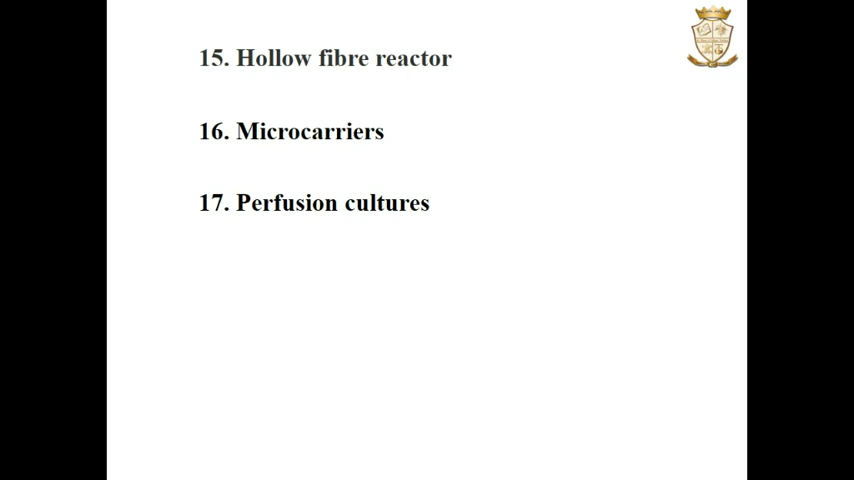 15. Hollow fibre reactor
16. Microcarriers
17. Perfusion cultures